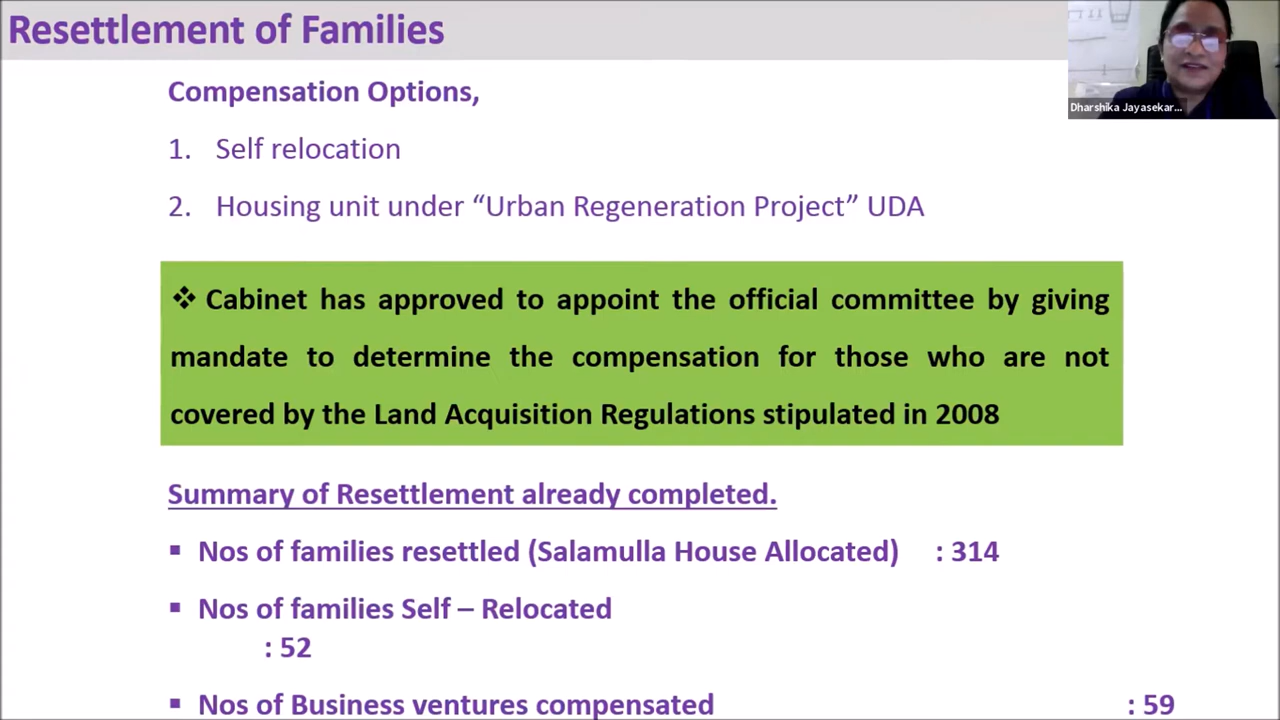 Resettlement of Families
Dharshika Jayasekar...
Compensation Options,
1. Self relocation
2. Housing unit under “Urban Regeneration Project” UDA
❖ Cabinet has approved to appoint the official committee by giving
mandate to determine the compensation for those who are not
covered by the Land Acquisition Regulations stipulated in 2008
Summary of Resettlement already completed.
▪ Nos of families resettled (Salamulla House Allocated) : 314
▪ Nos of families Self – Relocated
: 52
▪ Nos of Business ventures compensated : 59